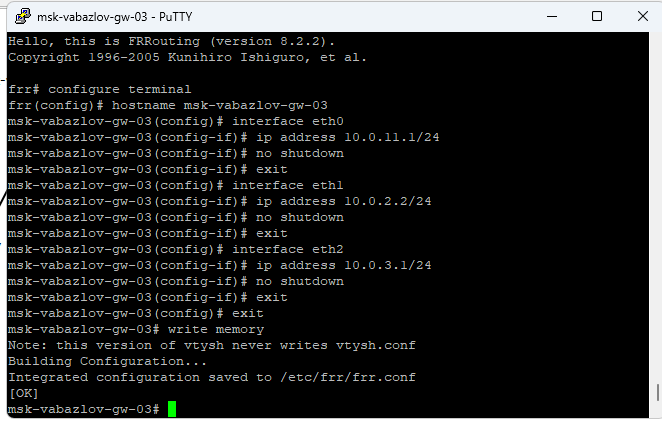 msk-vabazlov-gw-03 - PuTTY
Hello, this is FRRouting (version 8.2.2).
Copyright 1996-2005 Kunihiro Ishiguro, et al.
frr# configure terminal
frr(config)# hostname msk-vabazlov-gw-03
msk-vabazlov-gw-03(config)# interface eth0
msk-vabazlov-gw-03(config-if)# ip address 10.0.11.1/24
msk-vabazlov-gw-03(config-if)# no shutdown
msk-vabazlov-gw-03(config-if)# exit
msk-vabazlov-gw-03(config)# interface eth1
msk-vabazlov-gw-03(config-if)# ip address 10.0.2.2/24
msk-vabazlov-gw-03(config-if)# no shutdown
msk-vabazlov-gw-03(config-if)# exit
msk-vabazlov-gw-03(config)# interface eth2
msk-vabazlov-gw-03(config-if)# ip address 10.0.3.1/24
msk-vabazlov-gw-03(config-if)# no shutdown
msk-vabazlov-gw-03(config-if)# exit
msk-vabazlov-gw-03(config)# exit
msk-vabazlov-gw-03# write memory
Note: this version of vtysh never writes vtysh.conf
Building Configuration...
Integrated configuration saved to /etc/frr/frr.conf
[OK]
msk-vabazlov-gw-03#